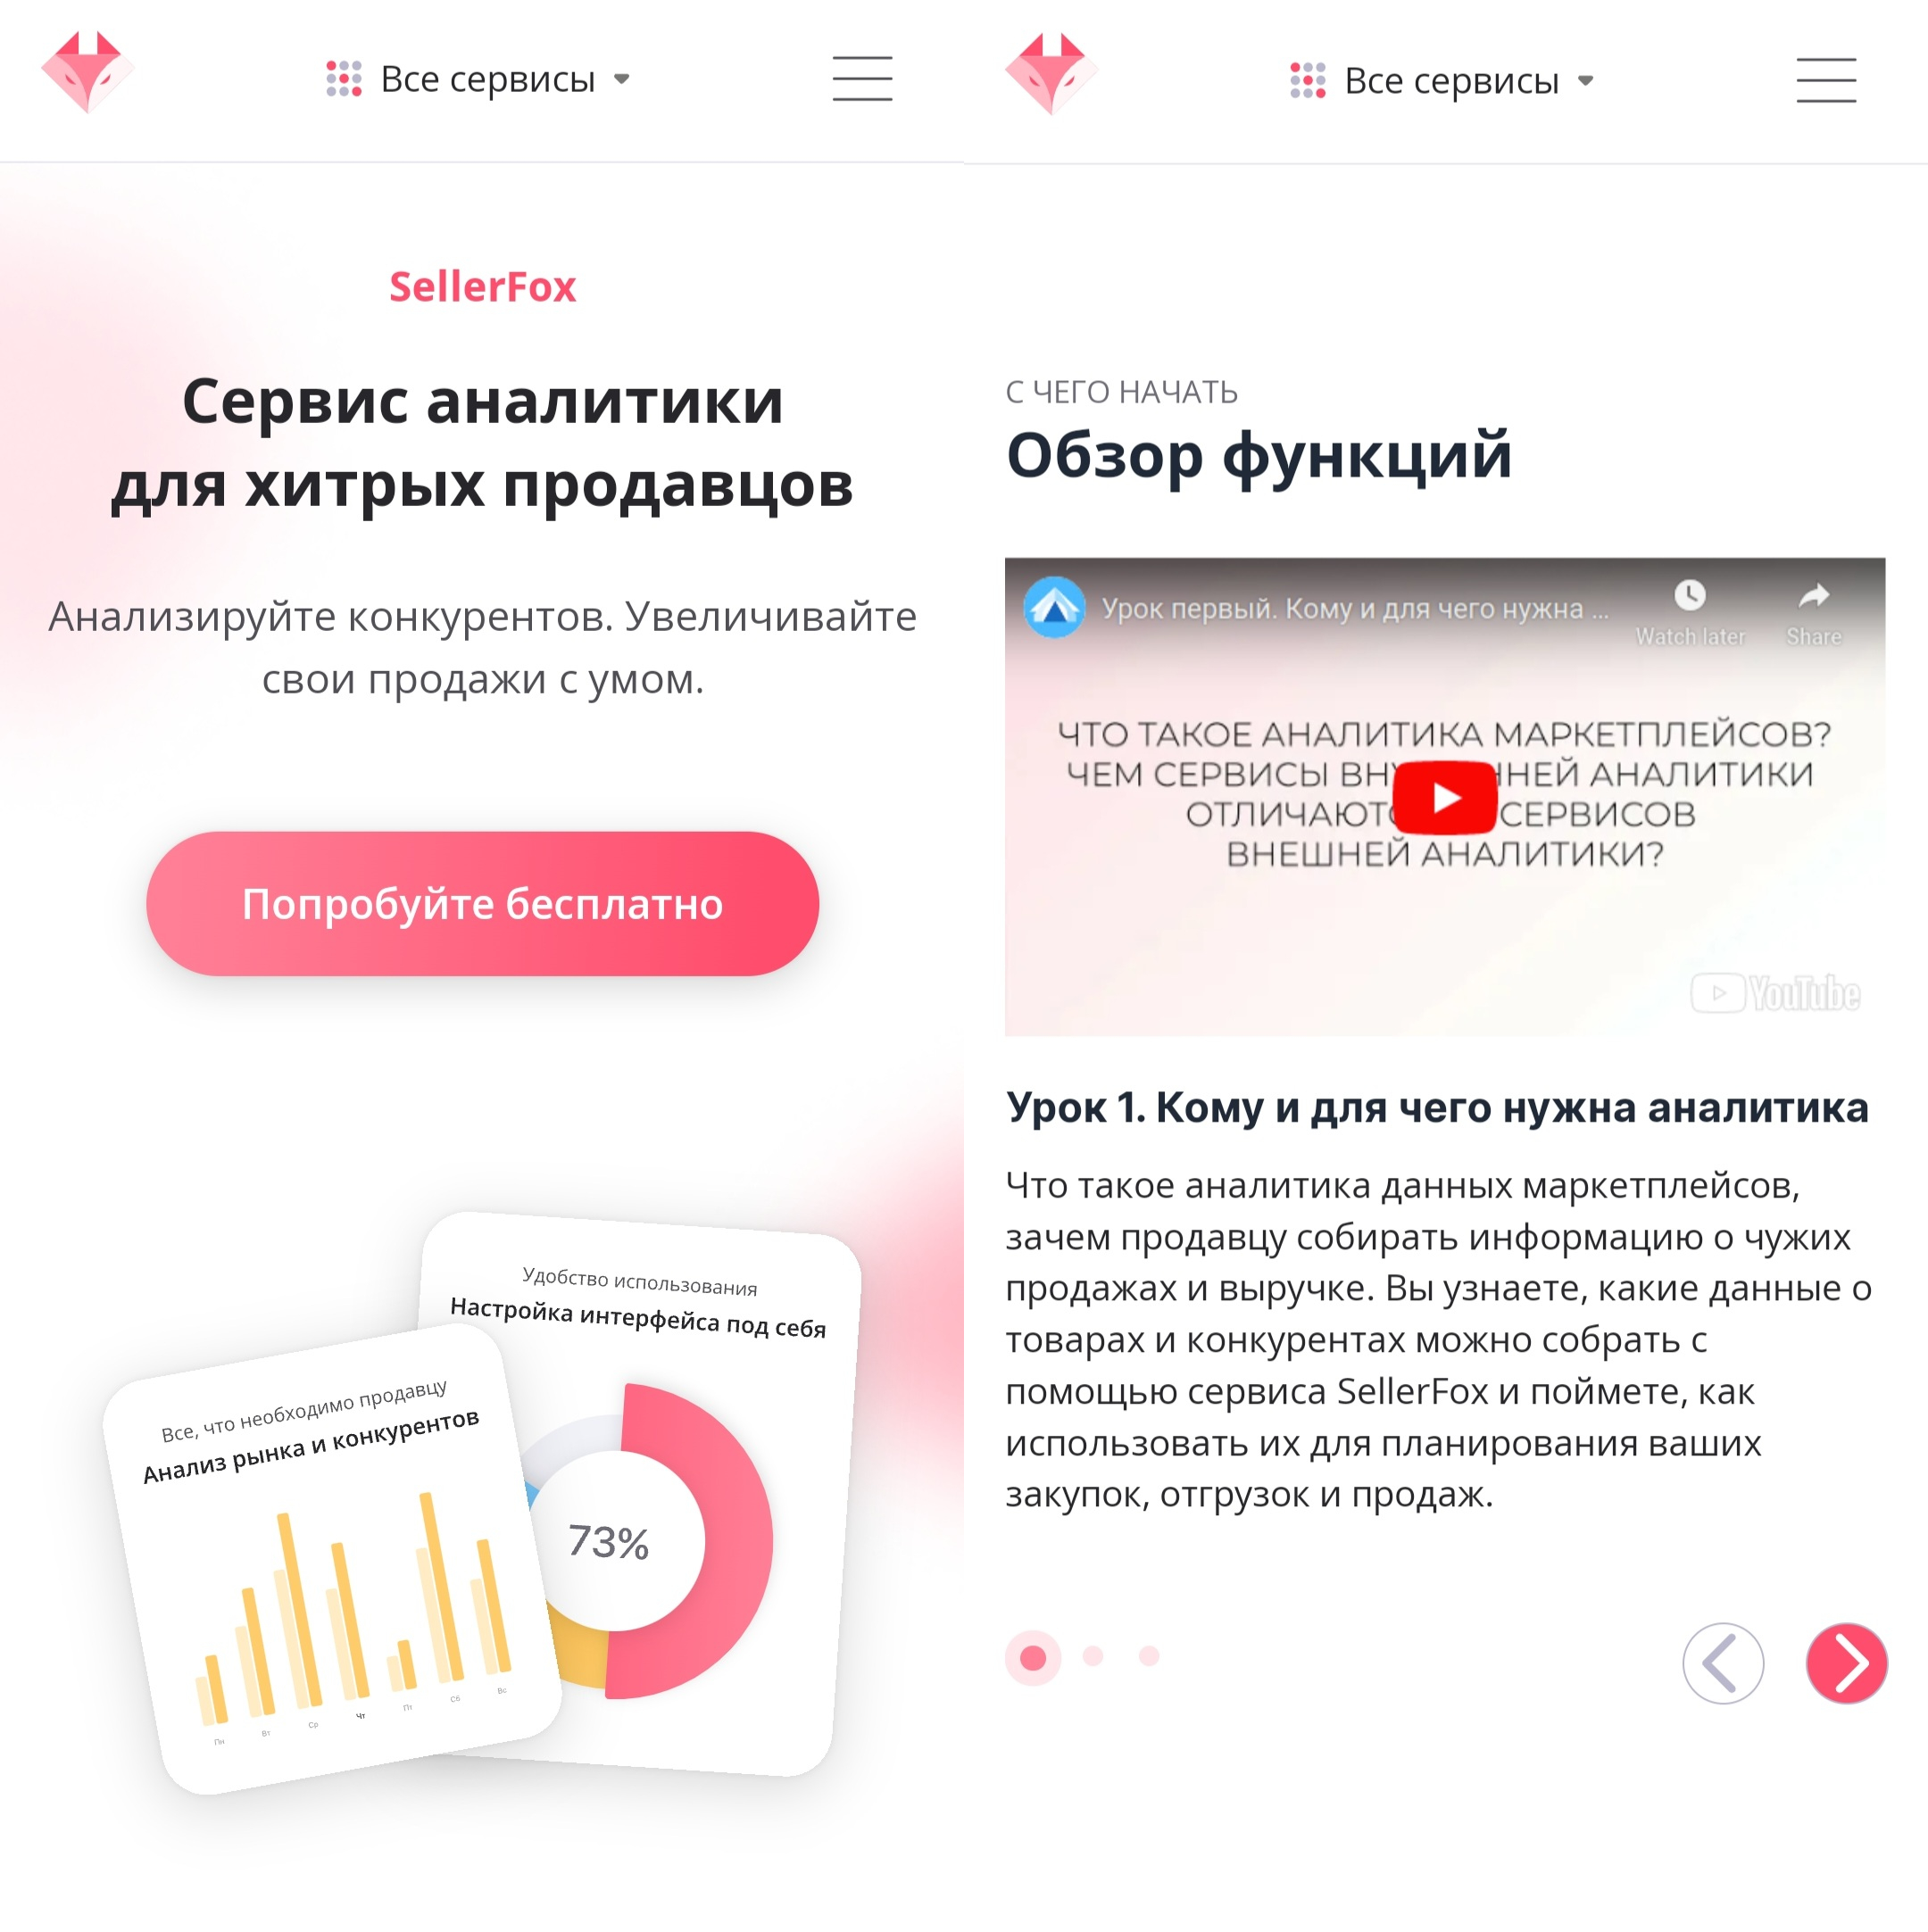 Все сервисы
SellerFox
Сервис аналитики
для хитрых продавцов
Анализируйте конкурентов. Увеличивайте
свои продажи с умом.
Попробуйте бесплатно
Удобство использования
Настройка интерфейса под себя
73%
Все, что необходимо продавцу
Анализ рынка и конкурентов
Пн Вт Ср Чт Пт Сб Вс
Все сервисы
С ЧЕГО НАЧАТЬ
Обзор функций
Урок первый. Кому и для чего нужна ...
Watch later
Share
ЧТО ТАКОЕ АНАЛИТИКА МАРКЕТПЛЕЙСОВ?
ЧЕМ СЕРВИСЫ АНАЛИТИКИ
СЕРВИСОВ
ВНЕШНЕЙ АНАЛИТИКИ?
YouTube
Урок 1. Кому и для чего нужна аналитика
Что такое аналитика данных маркетплейсов,
зачем продавцу собирать информацию о чужих
продажах и выручке. Вы узнаете, какие данные о
товарах и конкурентах можно собрать с
помощью сервиса SellerFox и поймете, как
использовать их для планирования ваших
закупок, отгрузок и продаж.